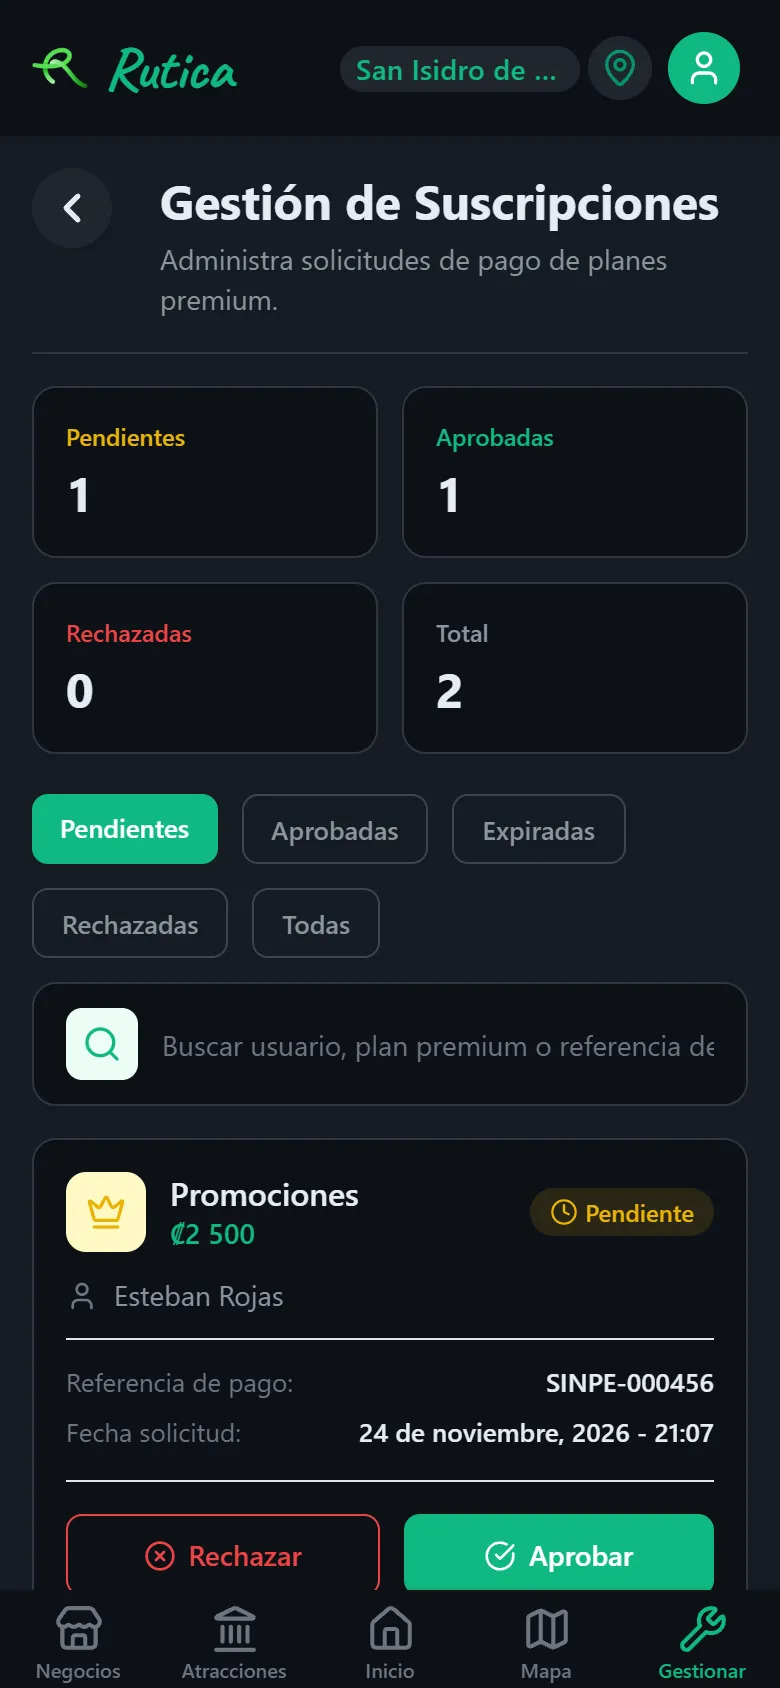 Rutica
San Isidro de ...
Gestión de Suscripciones
Administra solicitudes de pago de planes
premium.
Pendientes
1
Aprobadas
1
Rechazadas
0
Total
2
Pendientes
Aprobadas
Expiradas
Rechazadas
Todas
Buscar usuario, plan premium o referencia de
Promociones
₡2 500
Pendiente
Esteban Rojas
Referencia de pago:
SINPE-000456
Fecha solicitud:
24 de noviembre, 2026 - 21:07
Rechazar
Aprobar
Negocios
Atracciones
Inicio
Mapa
Gestionar